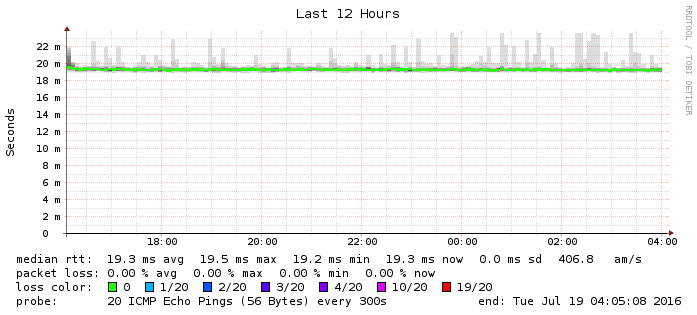 Last 12 Hours
RRDTOOL / TOBI OETIKER
Seconds
22 m
20 m
18 m
16 m
14 m
12 m
10 m
8 m
6 m
4 m
2 m
0
18:00 20:00 22:00 00:00 02:00 04:00
median rtt: 19.3 ms avg 19.5 ms max 19.2 ms min 19.3 ms now 0.0 ms sd 406.8 am/s
packet loss: 0.00 % avg 0.00 % max 0.00 % min 0.00 % now
loss color: 0 1/20 2/20 3/20 4/20 10/20 19/20
probe: 20 ICMP Echo Pings (56 Bytes) every 300s end: Tue Jul 19 04:05:08 2016